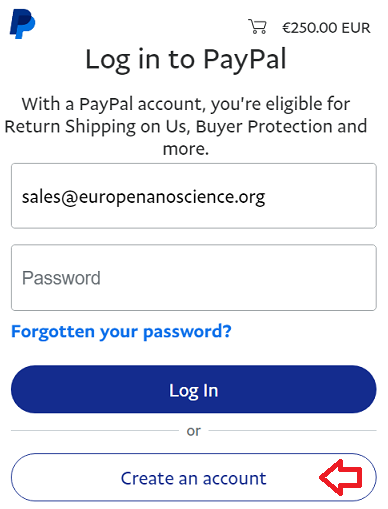 €250.00 EUR
Log in to PayPal
With a PayPal account, you're eligible for
Return Shipping on Us, Buyer Protection and
more.
sales@europenanoscience.org
Password
Forgotten your password?
Log In
or
Create an account